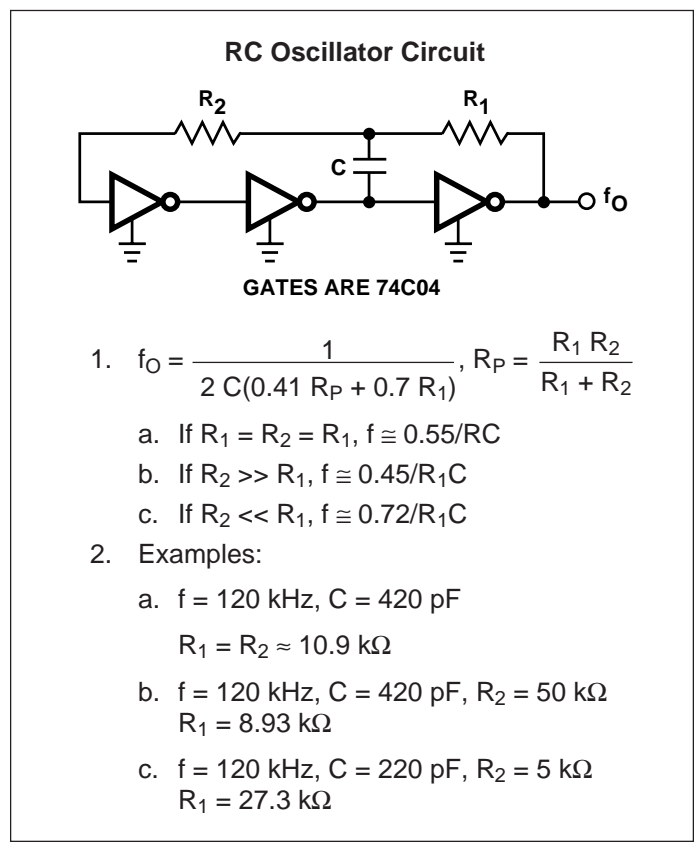 RC Oscillator Circuit
R2 R1
C
fO
GATES ARE 74C04
1. fO = 1 / 2 C(0.41 RP + 0.7 R1), RP = R1 R2 / R1 + R2
a. If R1 = R2 = R1, f ≅ 0.55/RC
b. If R2 >> R1, f ≅ 0.45/R1C
c. If R2 << R1, f ≅ 0.72/R1C
2. Examples:
a. f = 120 kHz, C = 420 pF
R1 = R2 ≈ 10.9 kΩ
b. f = 120 kHz, C = 420 pF, R2 = 50 kΩ
R1 = 8.93 kΩ
c. f = 120 kHz, C = 220 pF, R2 = 5 kΩ
R1 = 27.3 kΩ